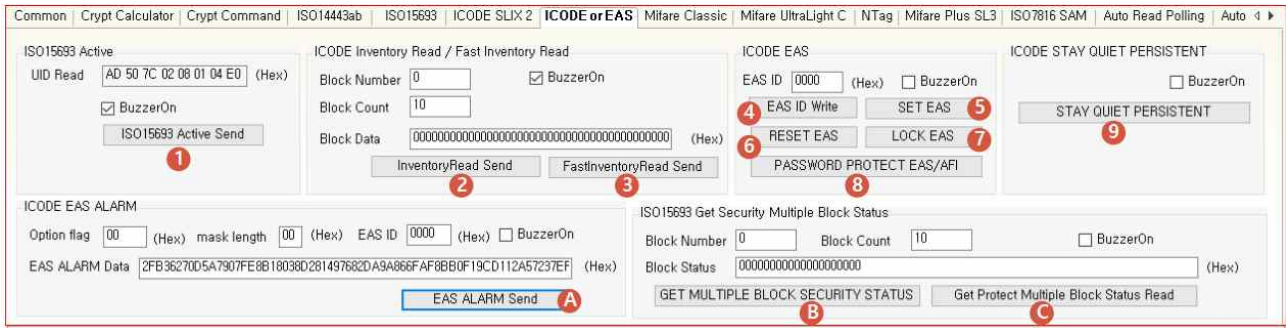 Common Crypt Calculator Crypt Command ISO14443ab ISO15693 ICODE SLIX 2 ICODE or EAS Mifare Classic Mifare UltraLight C NTag Mifare Plus SL3 ISO7816 SAM Auto Read Polling Auto
ISO15693 Active
UID Read AD 50 7C 02 08 01 04 E0 (Hex)
BuzzerOn
ISO15693 Active Send
1
ICODE Inventory Read / Fast Inventory Read
Block Number 0 BuzzerOn
Block Count 10
Block Data 0000000000000000000000000000000000000000 (Hex)
InventoryRead Send FastInventoryRead Send
2 3
ICODE EAS
EAS ID 0000 (Hex) BuzzerOn
4 EAS ID Write SET EAS 5
6 RESET EAS LOCK EAS 7
PASSWORD PROTECT EAS/AFI
8
ICODE STAY QUIET PERSISTENT
BuzzerOn
STAY QUIET PERSISTENT
9
ICODE EAS ALARM
Option flag 00 (Hex) mask length 00 (Hex) EAS ID 0000 (Hex) BuzzerOn
EAS ALARM Data 2FB36270D5A7907FE8B18038D281497682DA9A866FAF8BB0F19CD112A57237EF (Hex)
EAS ALARM Send A
ISO15693 Get Security Multiple Block Status
Block Number 0 Block Count 10 BuzzerOn
Block Status 00000000000000000000 (Hex)
GET MULTIPLE BLOCK SECURITY STATUS Get Protect Multiple Block Status Read
B C